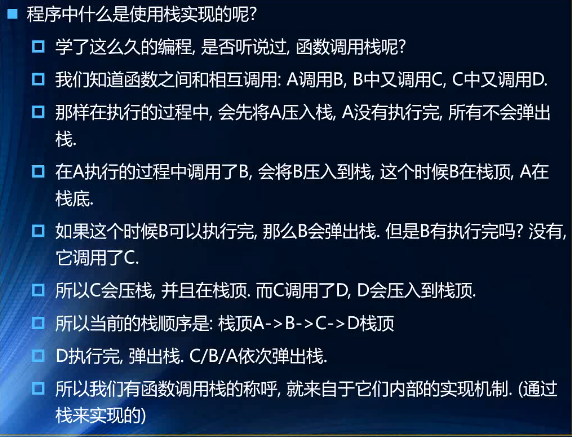 程序中什么是使用栈实现的呢?
学了这么久的编程, 是否听说过, 函数调用栈呢?
我们知道函数之间和相互调用: A调用B, B中又调用C, C中又调用D.
那样在执行的过程中, 会先将A压入栈, A没有执行完, 所有不会弹出
栈.
在A执行的过程中调用了B, 会将B压入到栈, 这个时候B在栈顶, A在
栈底.
如果这个时候B可以执行完, 那么B会弹出栈. 但是B有执行完吗? 没有,
它调用了C.
所以C会压栈, 并且在栈顶. 而C调用了D, D会压入到栈顶.
所以当前的栈顺序是: 栈顶A->B->C->D栈顶
D执行完, 弹出栈. C/B/A依次弹出栈.
所以我们有函数调用栈的称呼, 就来自于它们内部的实现机制. (通过
栈来实现的)